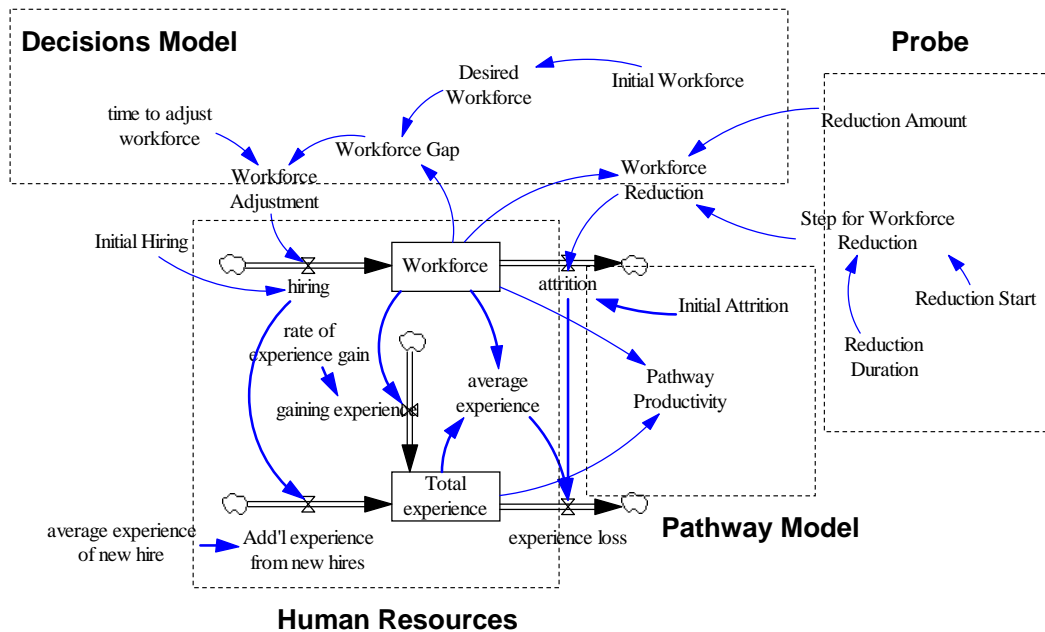 Decisions Model
Probe
Desired
Workforce
Initial Workforce
time to adjust
workforce
Workforce Gap
Reduction Amount
Workforce
Adjustment
Workforce
Reduction
Step for Workforce
Reduction
Initial Hiring
Workforce
hiring
attrition
Initial Attrition
Reduction Start
rate of
experience gain
Reduction
Duration
gaining experience
average
experience
Pathway
Productivity
Total
experience
average experience
of new hire
Add'l experience
from new hires
experience loss
Pathway Model
Human Resources